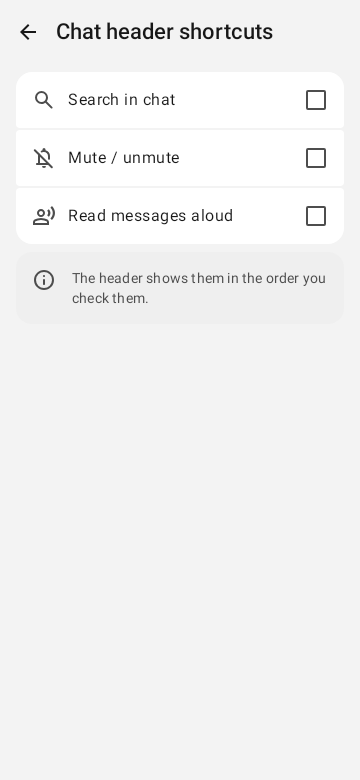 Chat header shortcuts
Search in chat
Mute / unmute
Read messages aloud
The header shows them in the order you
check them.